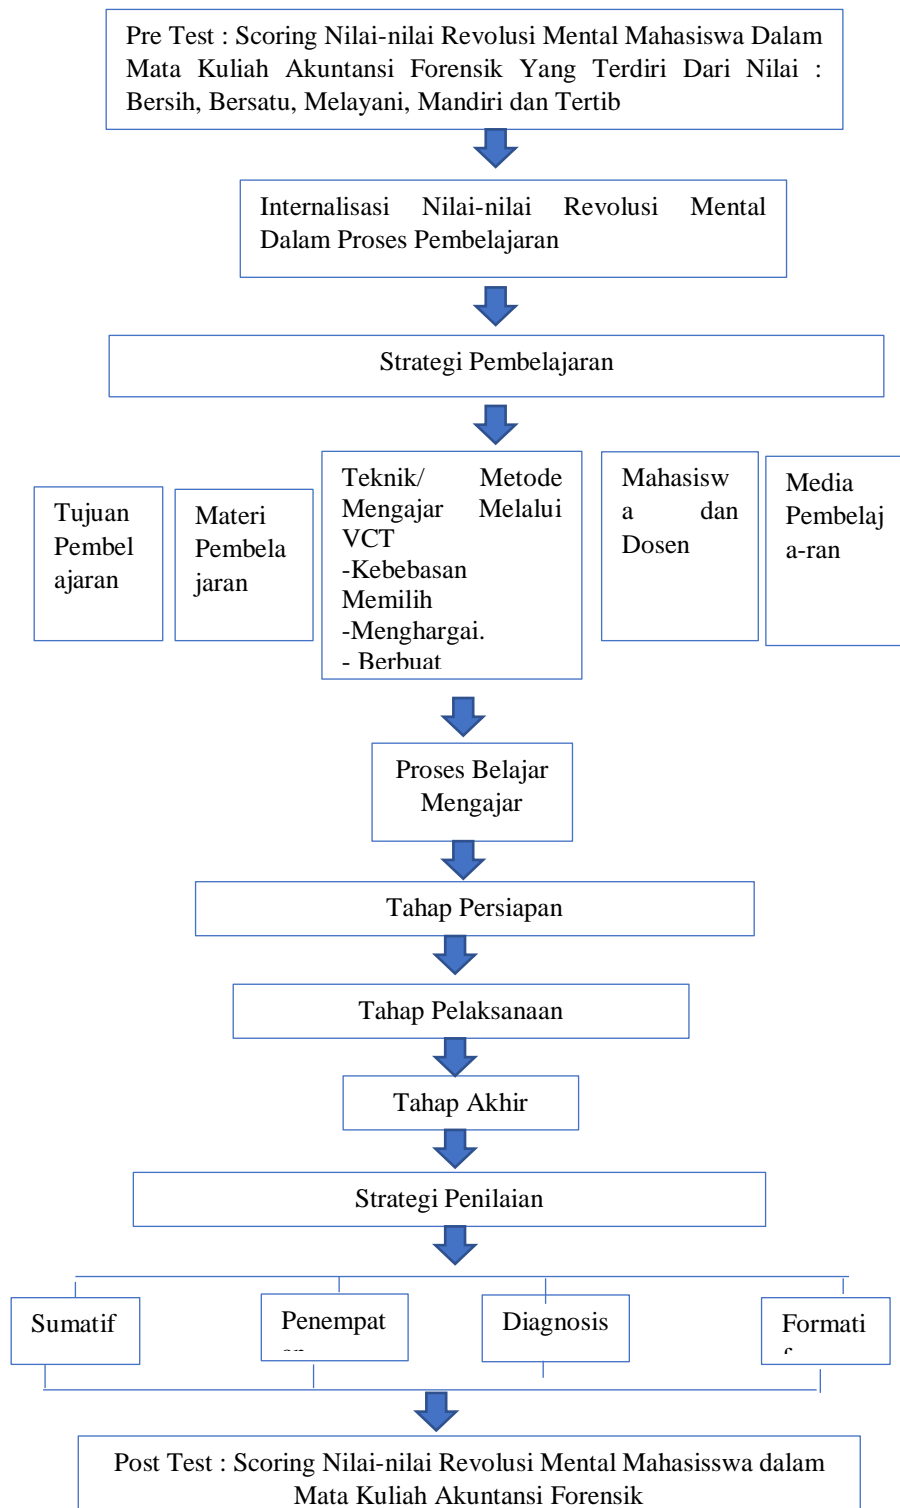 Pre Test : Scoring Nilai-nilai Revolusi Mental Mahasiswa Dalam
Mata Kuliah Akuntansi Forensik Yang Terdiri Dari Nilai :
Bersih, Bersatu, Melayani, Mandiri dan Tertib
Internalisasi Nilai-nilai Revolusi Mental
Dalam Proses Pembelajaran
Strategi Pembelajaran
Tujuan
Pembel
ajaran
Materi
Pembela
jaran
Teknik/ Metode
Mengajar Melalui
VCT
-Kebebasan
Memilih
-Menghargai.
- Berbuat
Mahasisw
a dan
Dosen
Media
Pembelaj
a-ran
Proses Belajar
Mengajar
Tahap Persiapan
Tahap Pelaksanaan
Tahap Akhir
Strategi Penilaian
Sumatif
Penempat
an
Diagnosis
Formati
f
Post Test : Scoring Nilai-nilai Revolusi Mental Mahasisswa dalam
Mata Kuliah Akuntansi Forensik